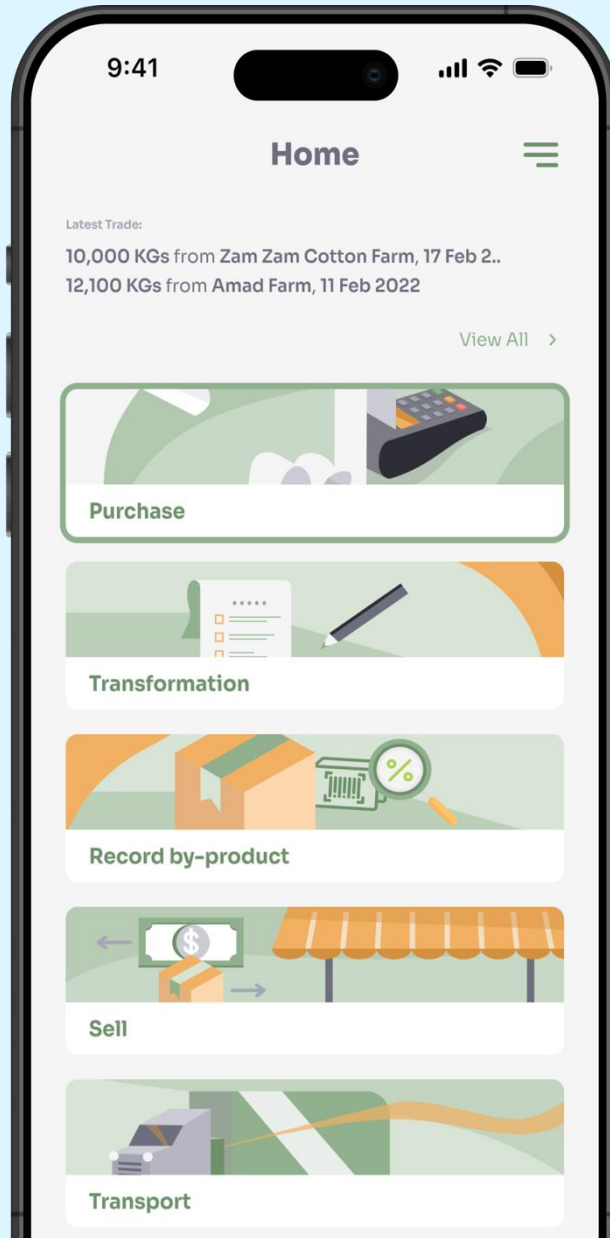 9:41
Home
Latest Trade:
10,000 KGs from Zam Zam Cotton Farm, 17 Feb 2..
12,100 KGs from Amad Farm, 11 Feb 2022
View All >
Purchase
Transformation
%
Record by-product
$
Sell
Transport